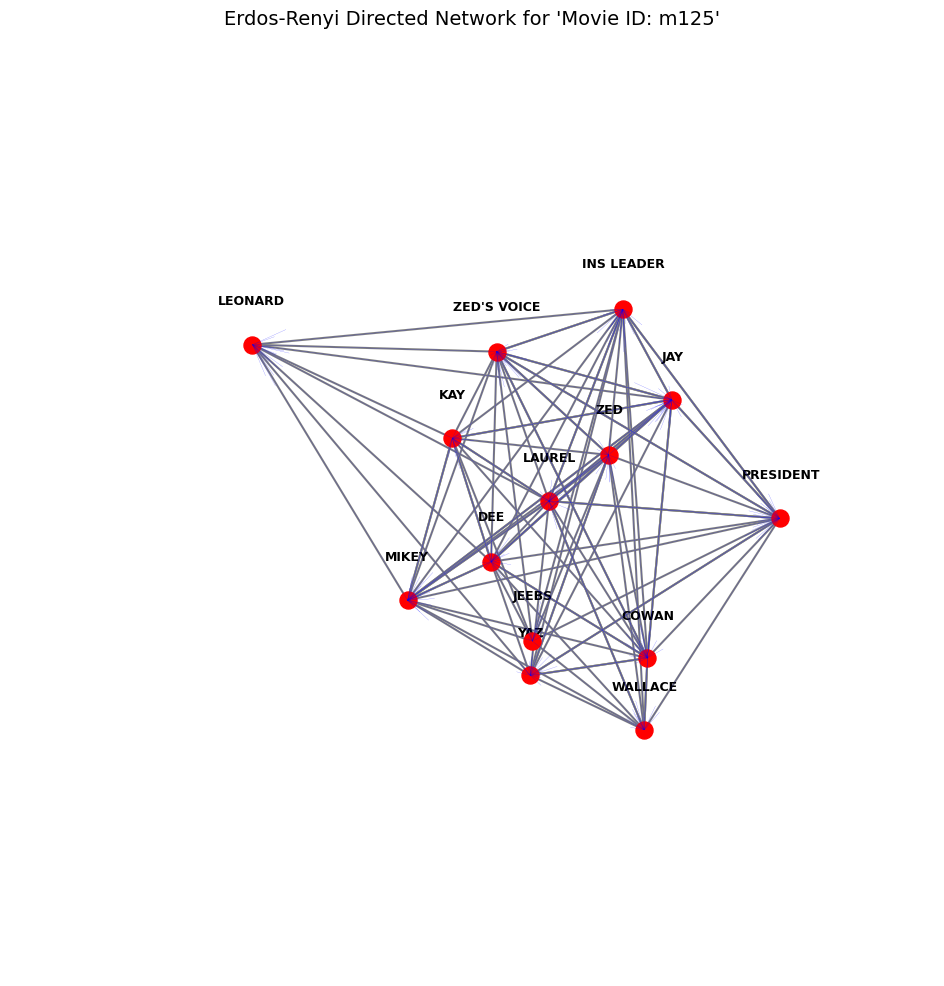 Erdos-Renyi Directed Network for 'Movie ID: m125'
INS LEADER
LEONARD
ZED'S VOICE
JAY
KAY
ZED
LAUREL
PRESIDENT
DEE
MIKEY
JEEBS
COWAN
YAZ
WALLACE